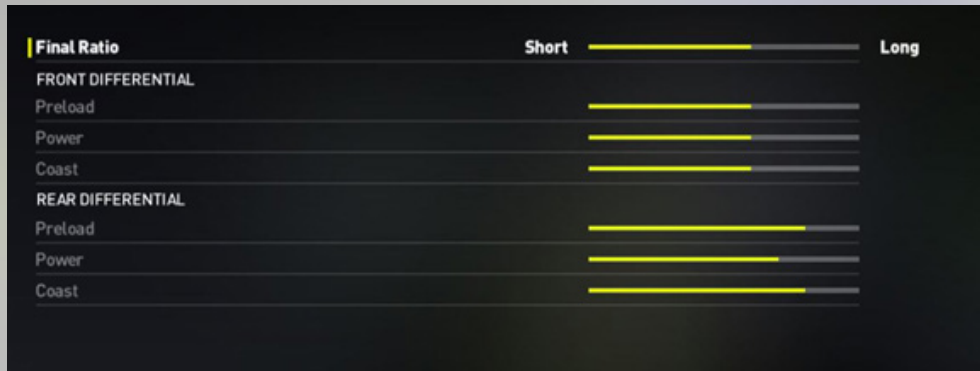 Final Ratio Short Long
FRONT DIFFERENTIAL
Preload
Power
Coast
REAR DIFFERENTIAL
Preload
Power
Coast